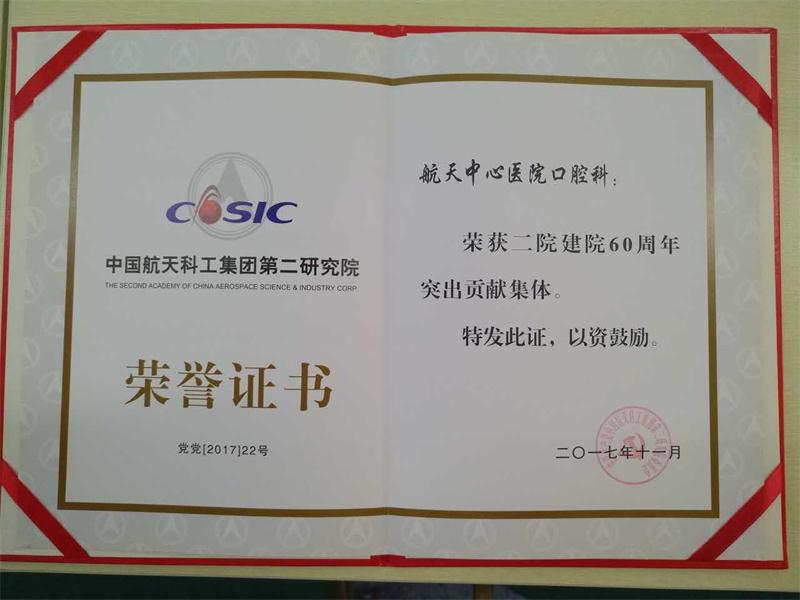 CASIC
中国航天科工集团第二研究院
THE SECOND ACADEMY OF CHINA AEROSPACE SCIENCE & INDUSTRY CORP.
荣誉证书
党党[2017]22号
航天中心医院口腔科:
荣获二院建院60周年
突出贡献集体。
特发此证，以资鼓励。
二〇一七年十一月